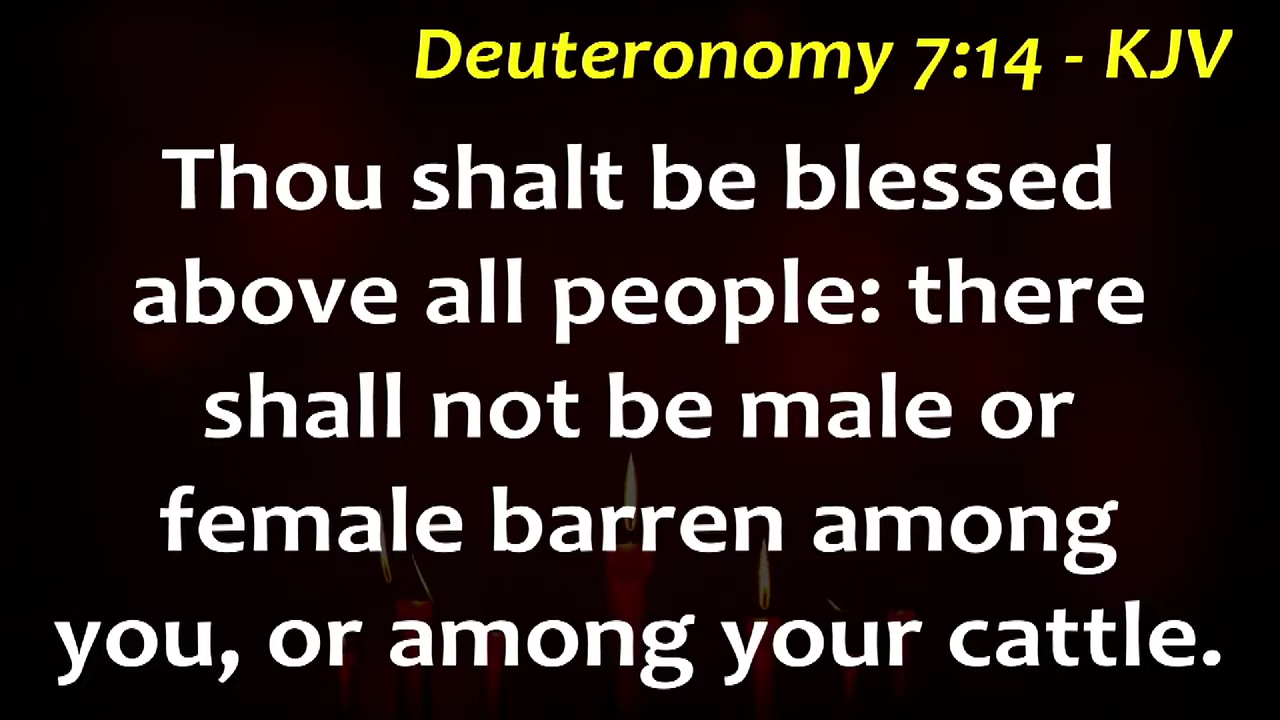 Deuteronomy 7:14 - KJV
Thou shalt be blessed
above all people: there
shall not be male or
female barren among
you, or among your cattle.